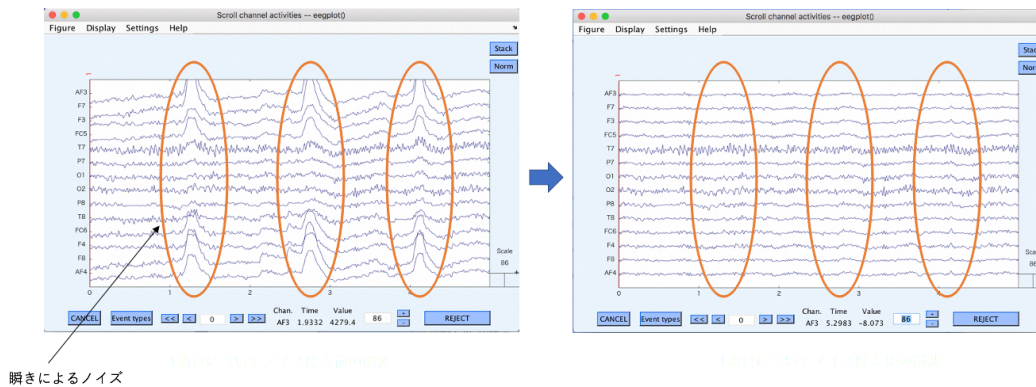 Scroll channel activities -- eegplot()
Figure Display Settings Help
Stack
Norm
AF3
F7
F3
FC5
T7
P7
O1
O2
P8
T8
FC6
F4
F8
AF4
0 1 2 3 4
Scale
86
+
CANCEL Event types << < 0 > >>
Chan. Time Value
AF3 1.9332 4279.4
86
+
-
REJECT
瞬きによるノイズ
Scroll channel activities -- eegplot()
Figure Display Settings Help
AF3
F7
F3
FC5
T7
P7
O1
O2
P8
T8
FC6
F4
F8
AF4
0 1 2 3
Scale
86
CANCEL Event types << < 0 > >>
Chan. Time Value
AF3 5.2983 -8.073
86
+
-
REJECT